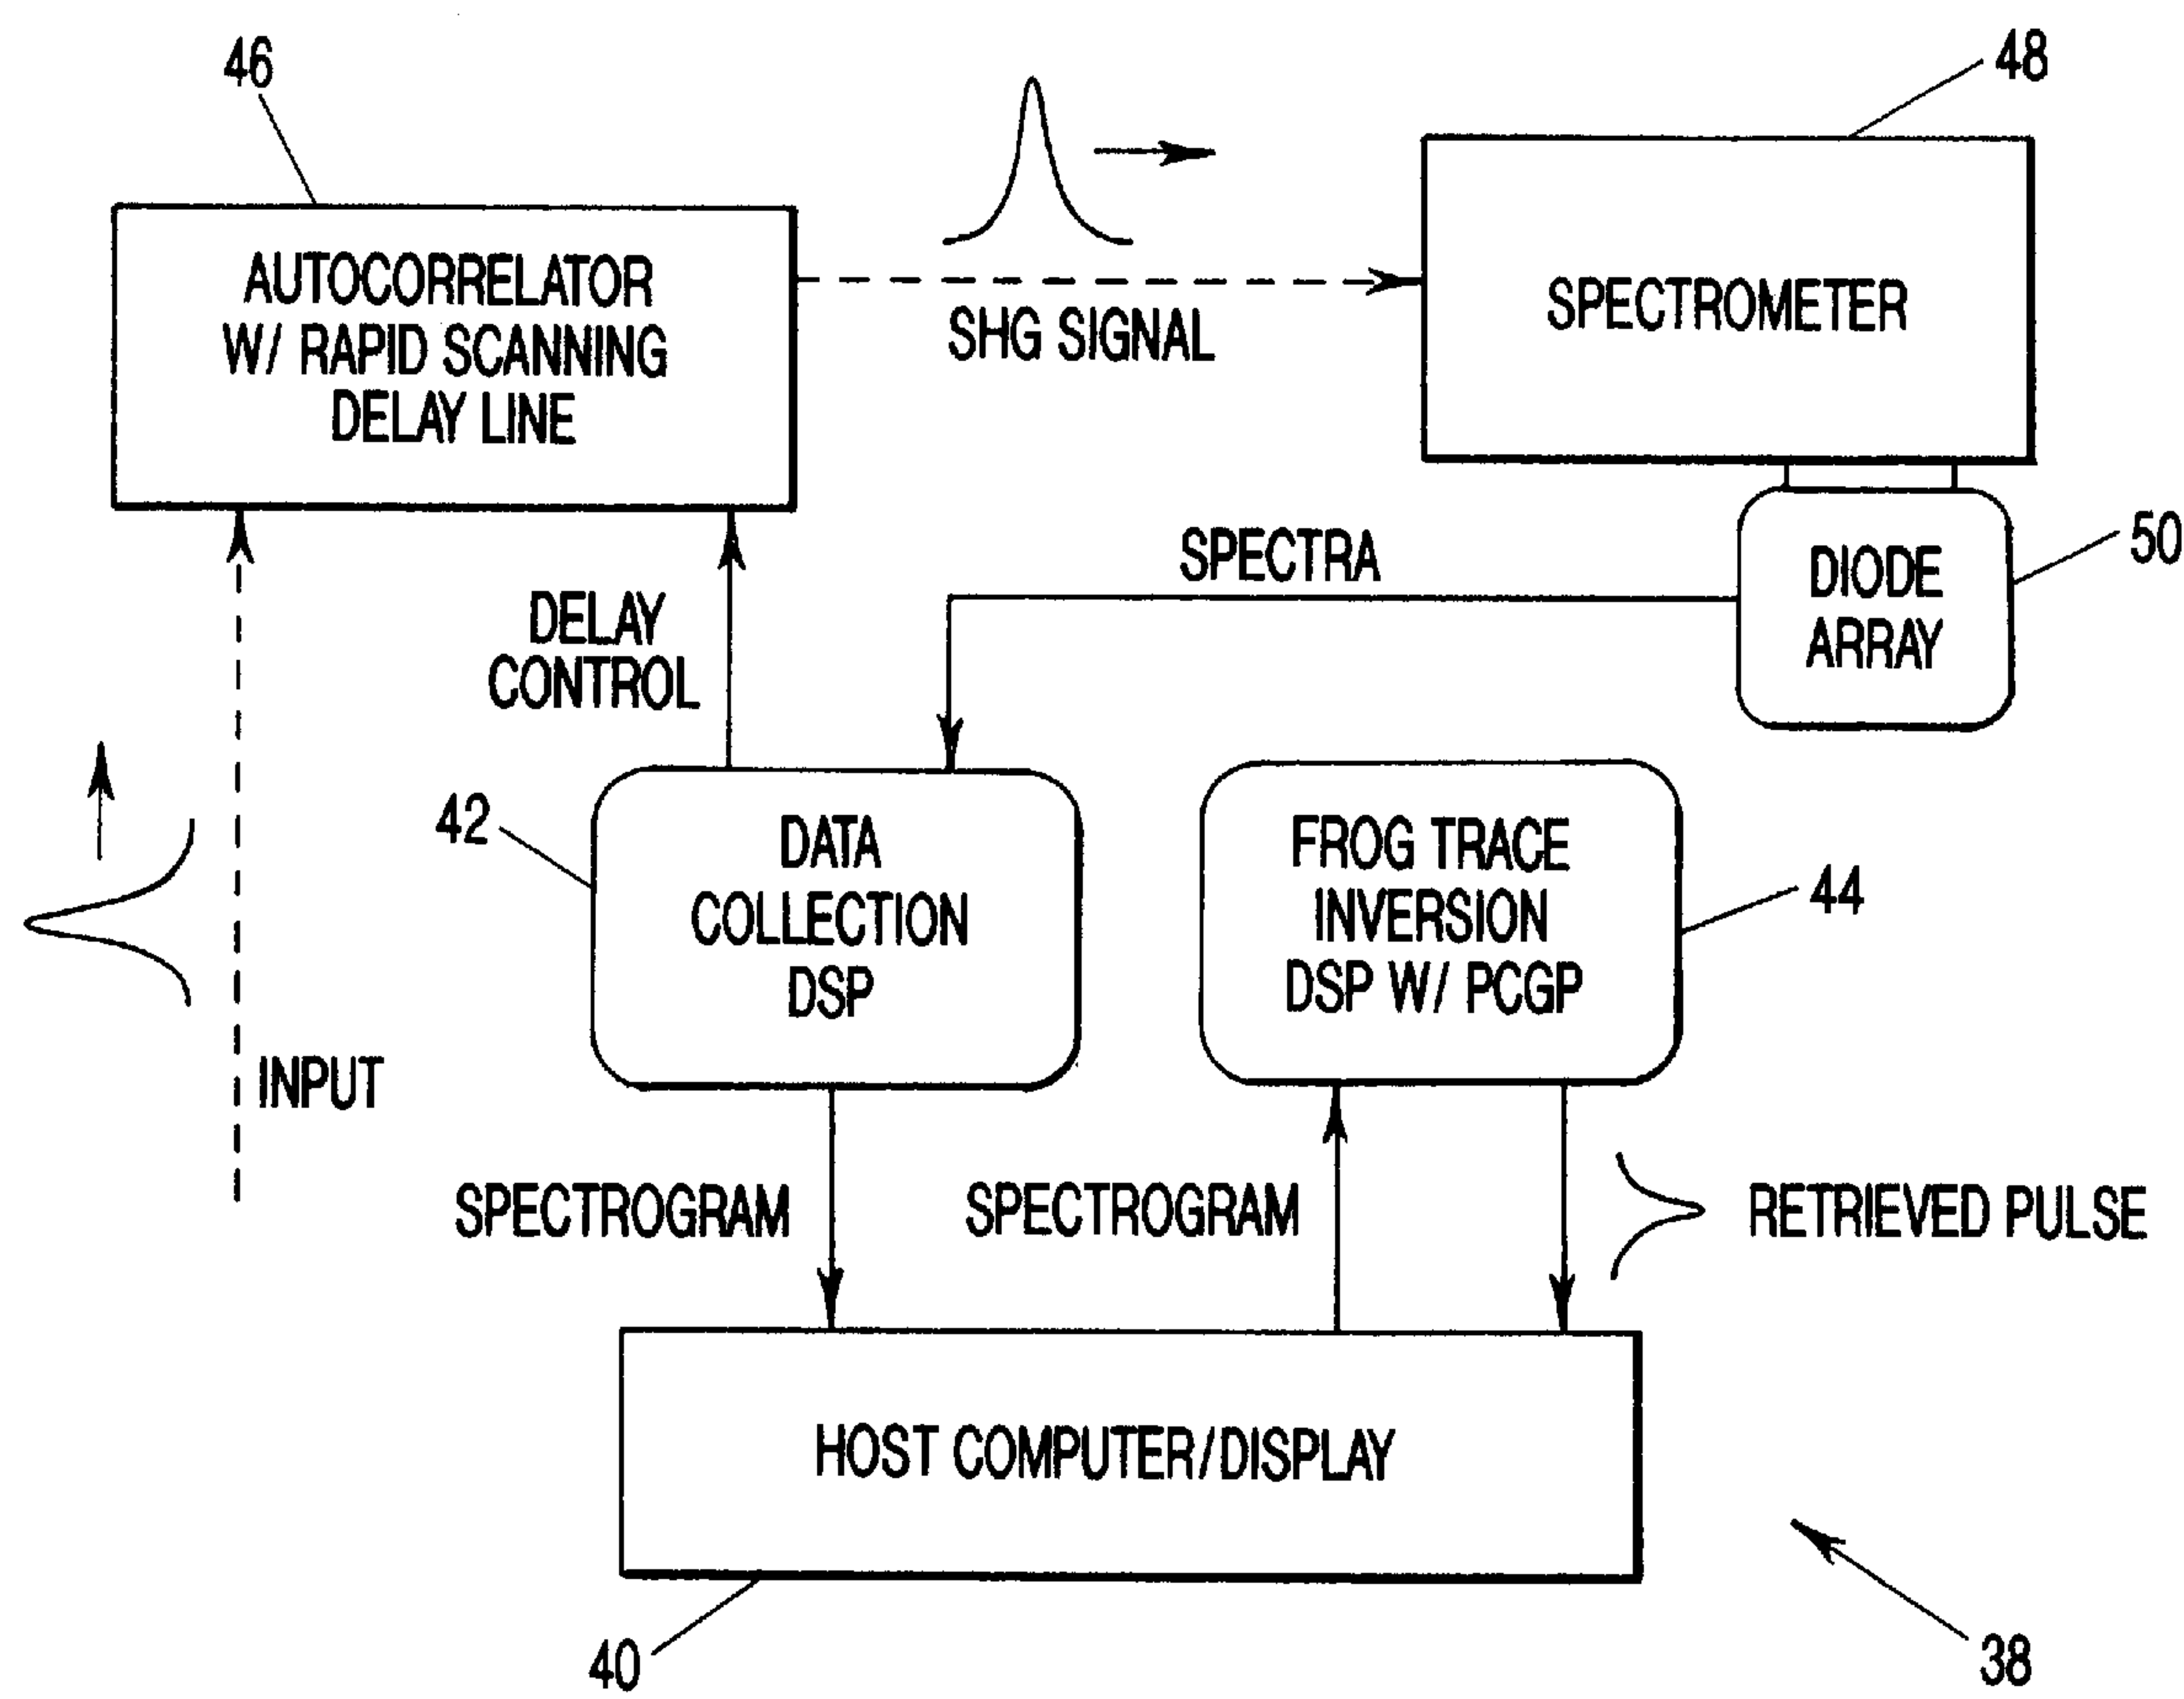 46
48
AUTOCORRELATOR
W/ RAPID SCANNING
DELAY LINE
SHG SIGNAL
SPECTROMETER
SPECTRA
DIODE
ARRAY
50
DELAY
CONTROL
42
DATA
COLLECTION
DSP
FROG TRACE
INVERSION
DSP W/ PCGP
44
INPUT
SPECTROGRAM
SPECTROGRAM
RETRIEVED PULSE
HOST COMPUTER/DISPLAY
40
38